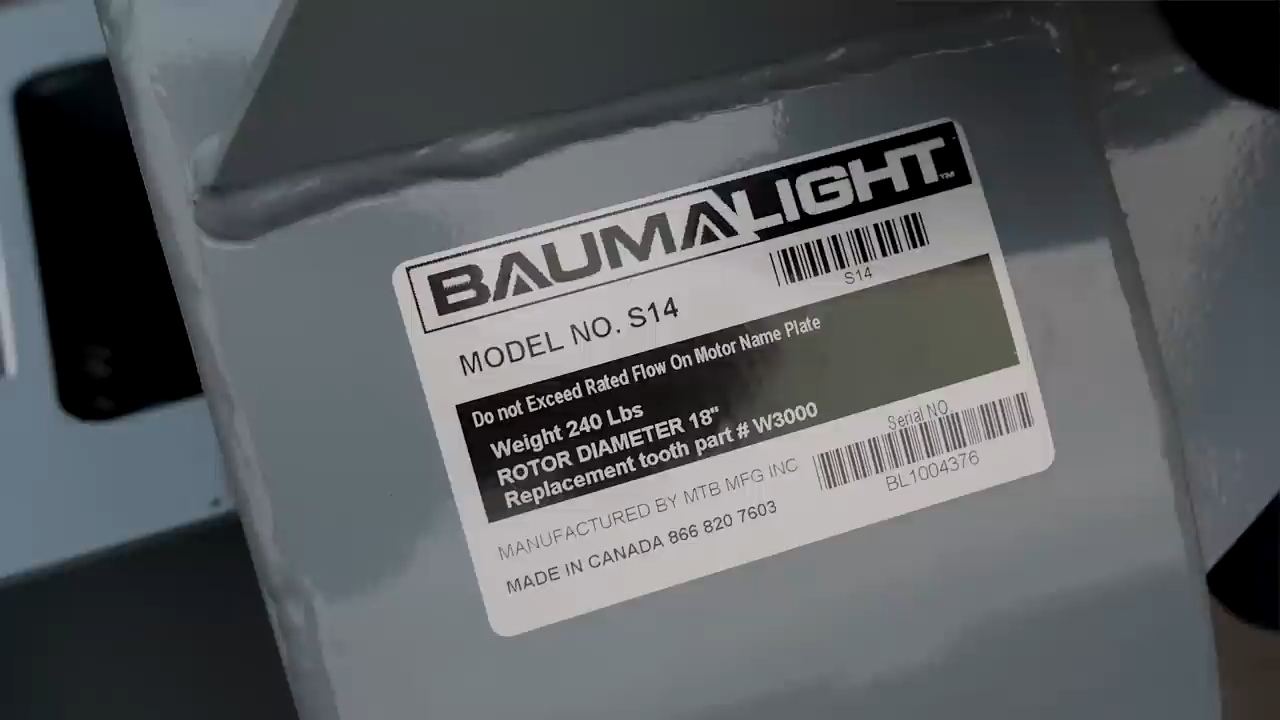 BAUMALIGHT™
S14
MODEL NO. S14
Do not Exceed Rated Flow On Motor Name Plate
Weight 240 Lbs
ROTOR DIAMETER 18"
Replacement tooth part # W3000
Serial NO.
BL1004376
MANUFACTURED BY MTB MFG INC
MADE IN CANADA 866 820 7603